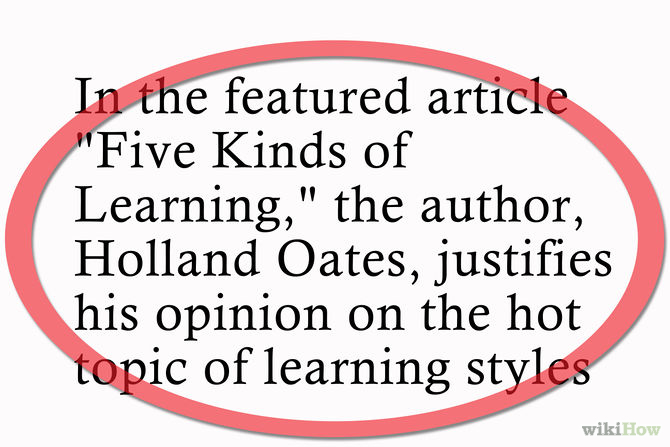 In the featured article
"Five Kinds of
Learning," the author,
Holland Oates, justifies
his opinion on the hot
topic of learning styles
wikiHow